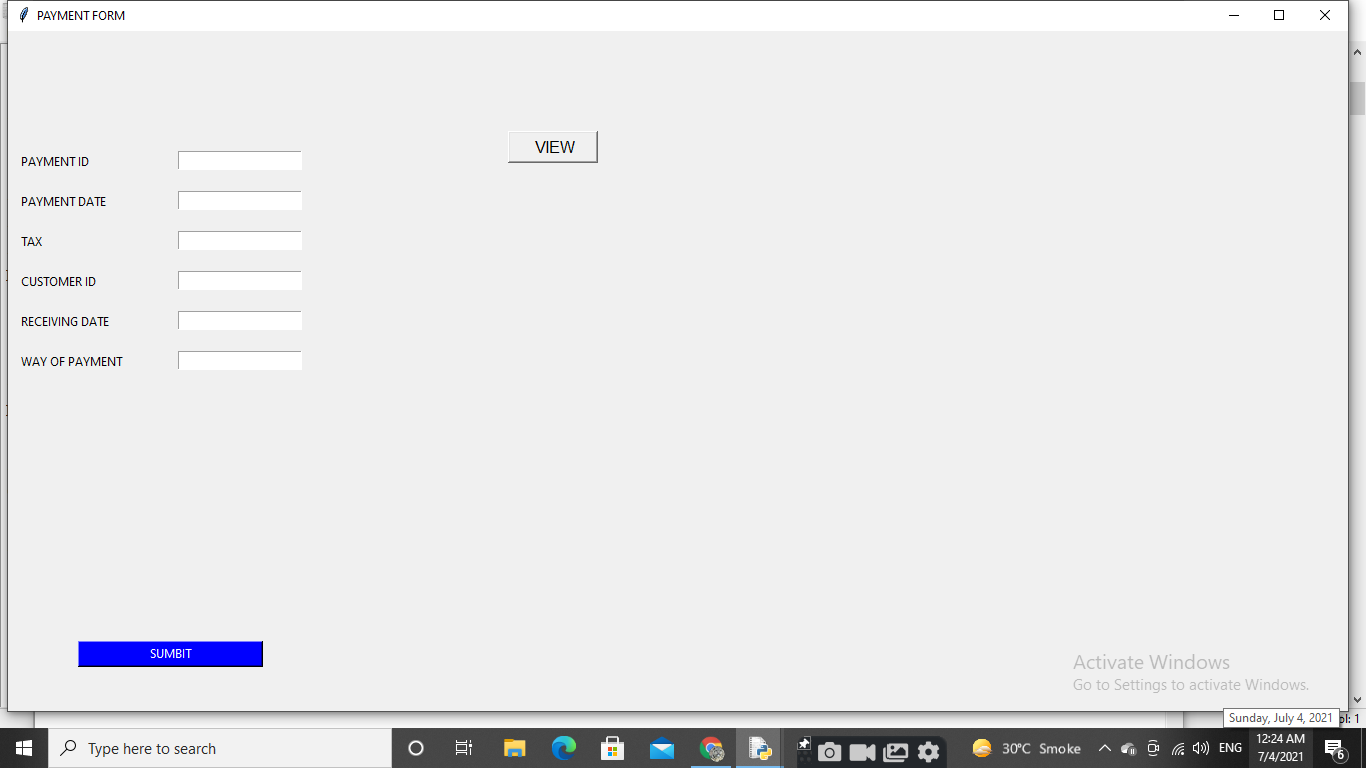 PAYMENT FORM
VIEW
PAYMENT ID
PAYMENT DATE
TAX
CUSTOMER ID
RECEIVING DATE
WAY OF PAYMENT
SUMBIT
Activate Windows
Go to Settings to activate Windows.
Sunday, July 4, 2021
ol: 1
Type here to search
30°C Smoke
ENG
12:24 AM
7/4/2021
6